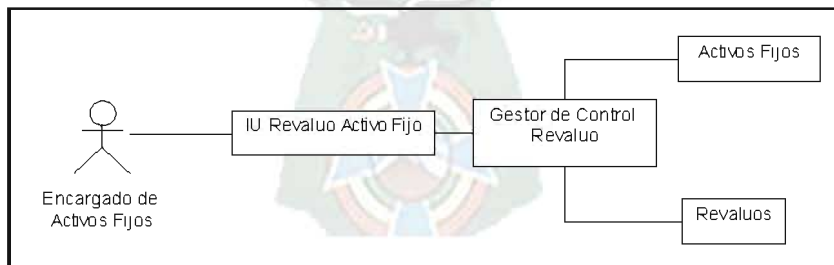 Activos Fijos
IU Revaluo Activo Fijo
Gestor de Control
Revaluo
Encargado de
Activos Fijos
Revaluos